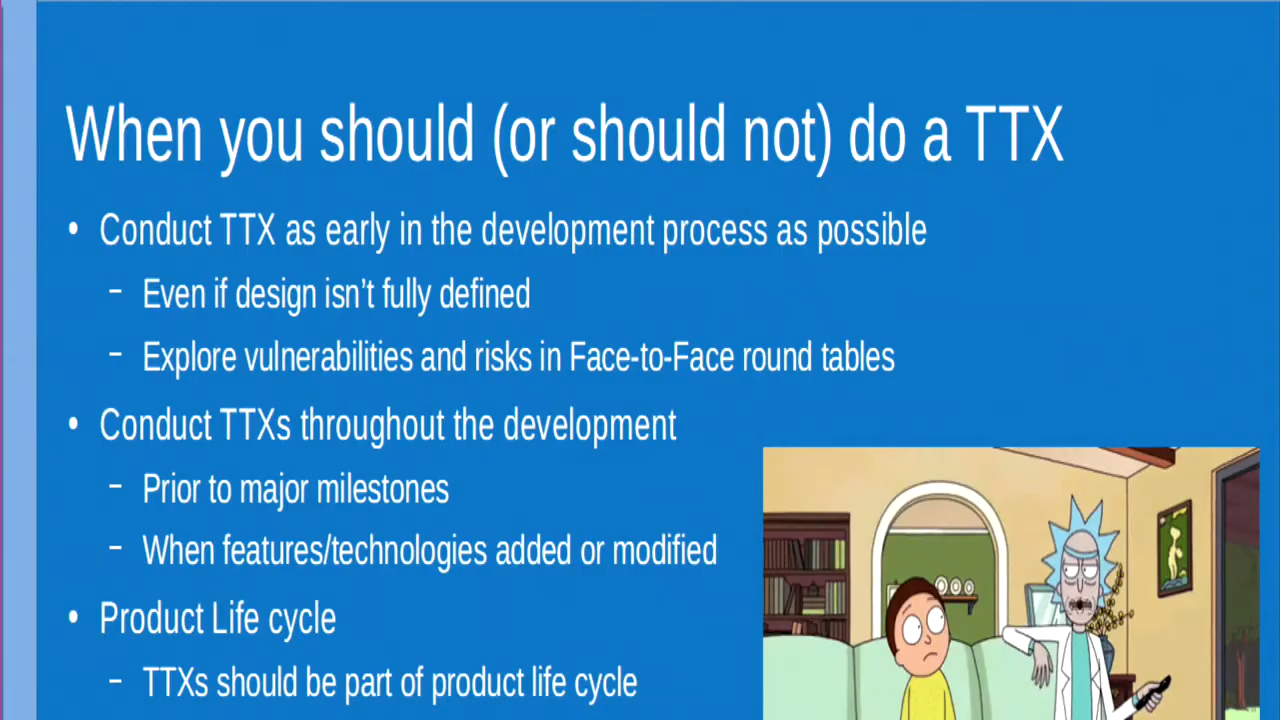 When you should (or should not) do a TTX
• Conduct TTX as early in the development process as possible
– Even if design isn’t fully defined
– Explore vulnerabilities and risks in Face-to-Face round tables
• Conduct TTXs throughout the development
– Prior to major milestones
– When features/technologies added or modified
• Product Life cycle
– TTXs should be part of product life cycle